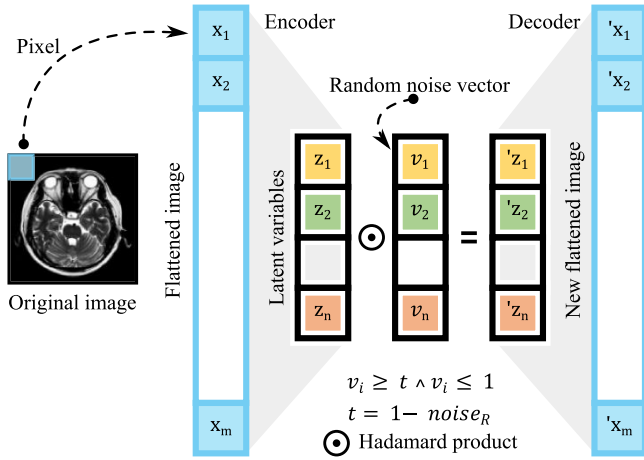 x₁
Encoder
Decoder
'x₁
Pixel
x₂
'x₂
Random noise vector
z₁
v₁
'z₁
z₂
v₂
'z₂
⊙
=
zₙ
vₙ
'zₙ
Flattened image
Latent variables
New flattened image
Original image
vᵢ ≥ t ∧ vᵢ ≤ 1
t = 1− noise_R
⊙ Hadamard product
xₘ
'xₘ